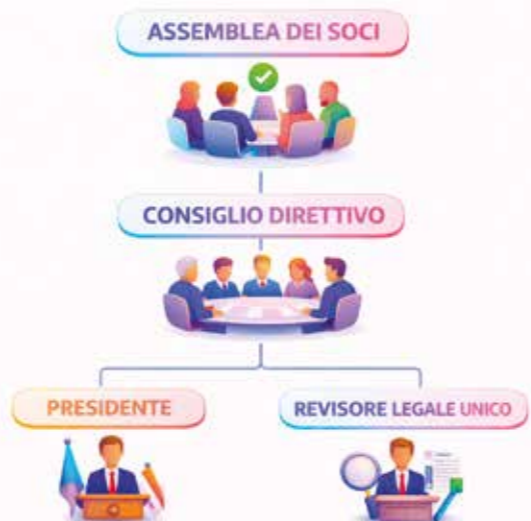 ASSEMBLEA DEI SOCI
CONSIGLIO DIRETTIVO
PRESIDENTE
REVISORE LEGALE UNICO